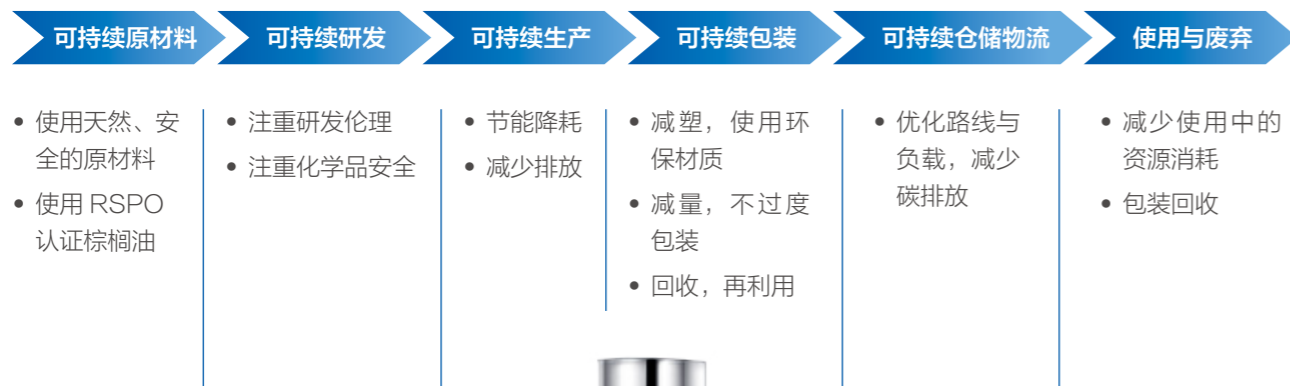 可持续原材料
可持续研发
可持续生产
可持续包装
可持续仓储物流
使用与废弃
• 使用天然、安
全的原材料
• 使用 RSPO
认证棕榈油
• 注重研发伦理
• 注重化学品安全
• 节能降耗
• 减少排放
• 减塑，使用环
保材质
• 减量，不过度
包装
• 回收，再利用
• 优化路线与
负载，减少
碳排放
• 减少使用中的
资源消耗
• 包装回收